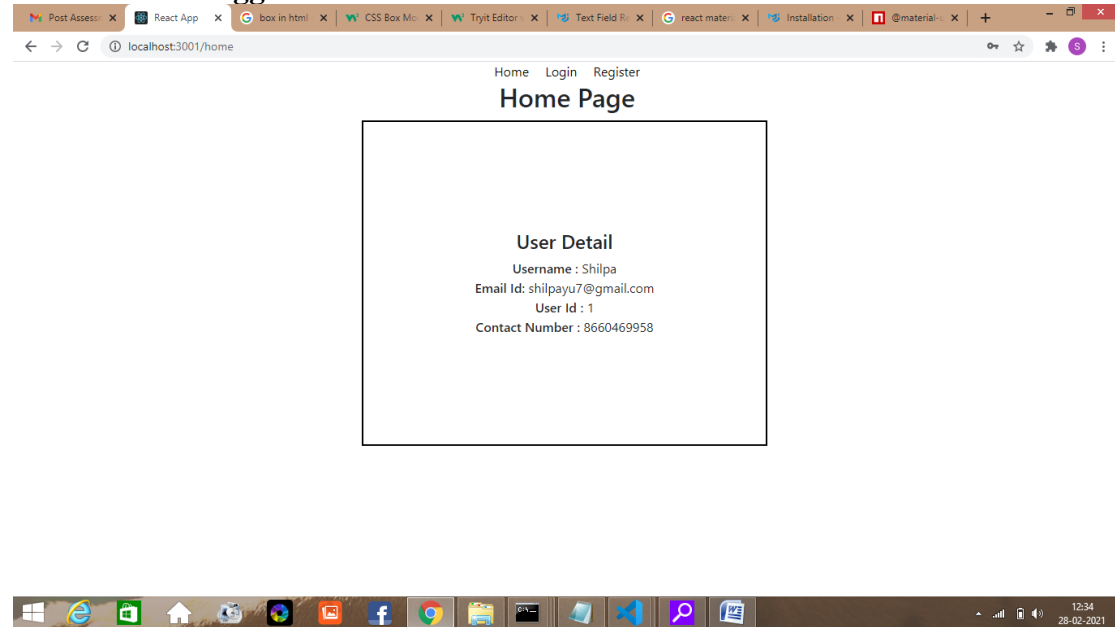 gg
Post Assess
React App
box in html
CSS Box Mo
Tryit Editor
Text Field Re
react materi
Installation
@material-u
localhost:3001/home
S
Home Login Register
Home Page
User Detail
Username : Shilpa
Email Id: shilpayu7@gmail.com
User Id : 1
Contact Number : 8660469958
12:34
28-02-2021